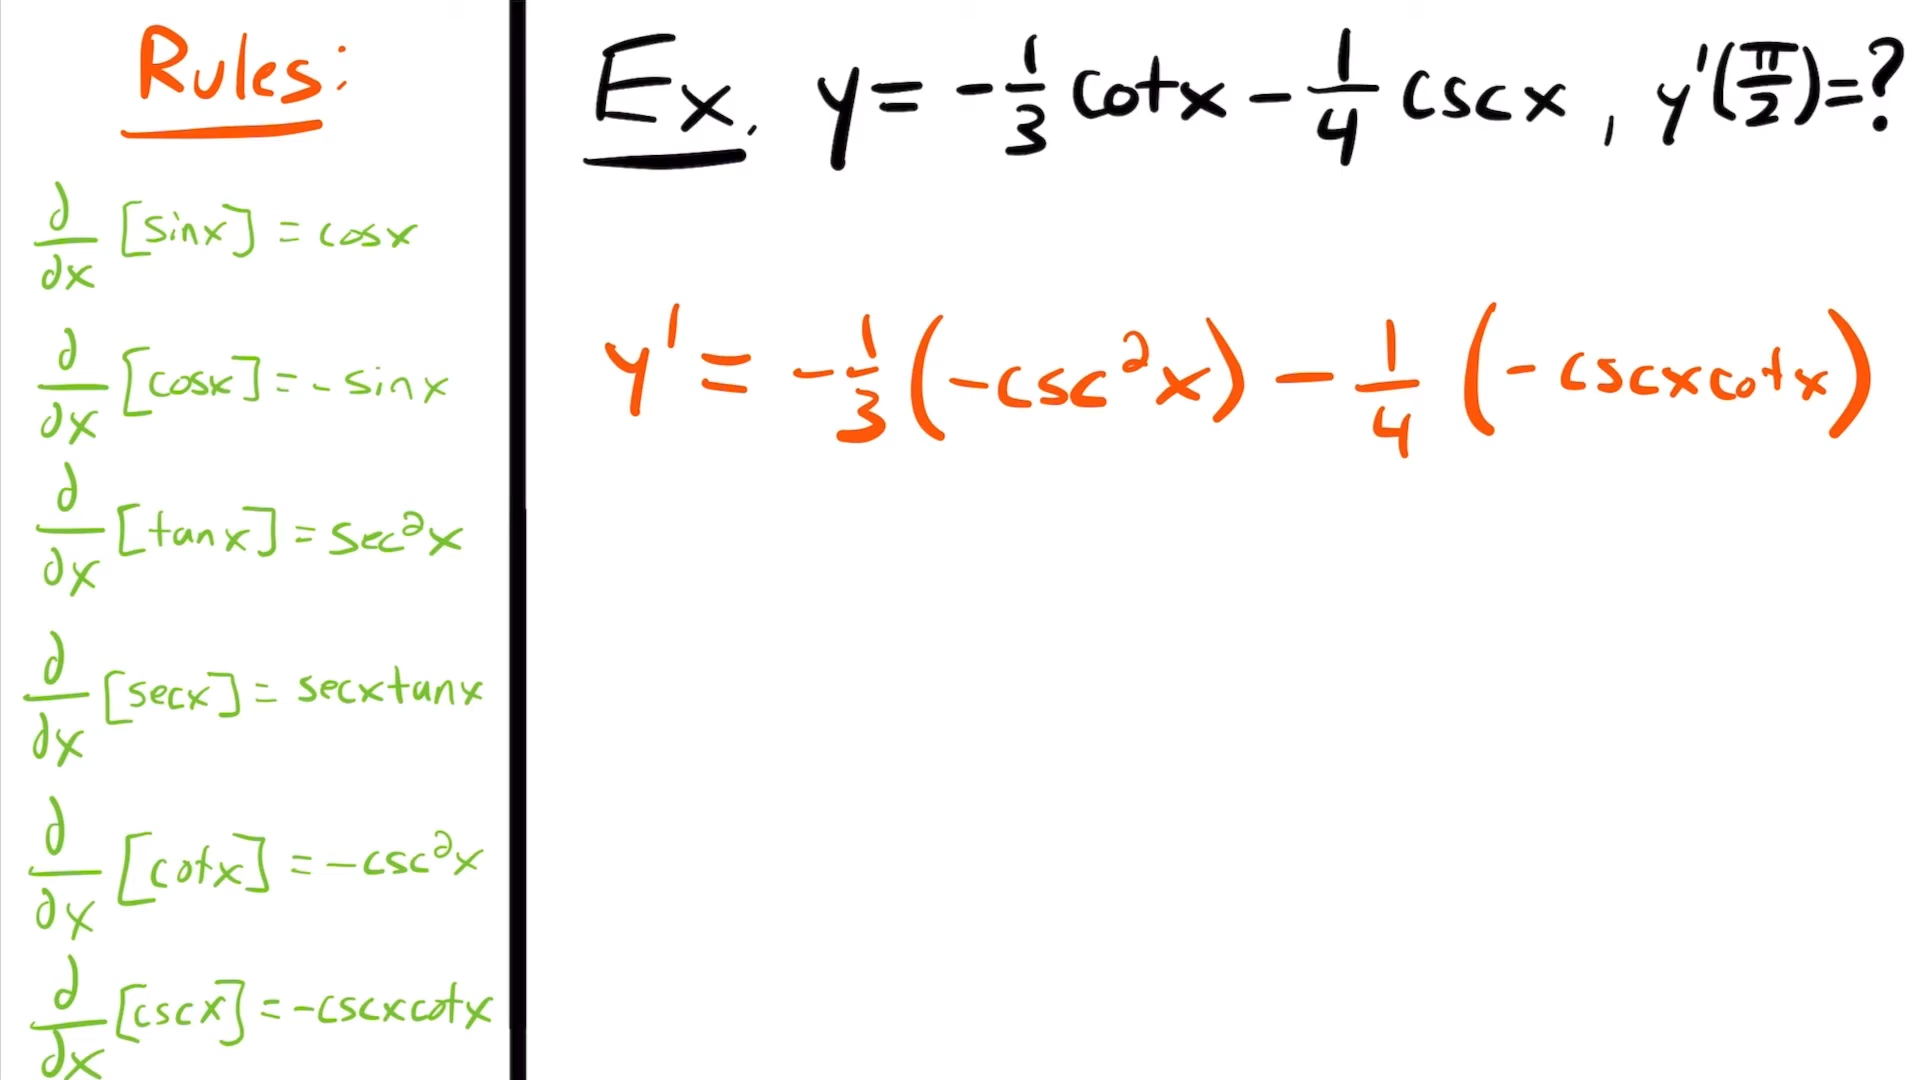 Rules:
d/dx [sinx] = cosx
d/dx [cosx] = -sinx
d/dx [tanx] = sec²x
d/dx [secx] = secxtanx
d/dx [cotx] = -csc²x
d/dx [cscx] = -cscxcotx
Ex. y = -1/3 cotx - 1/4 cscx, y'(π/2)=?
y' = -1/3 (-csc²x) - 1/4 (-cscxcotx)